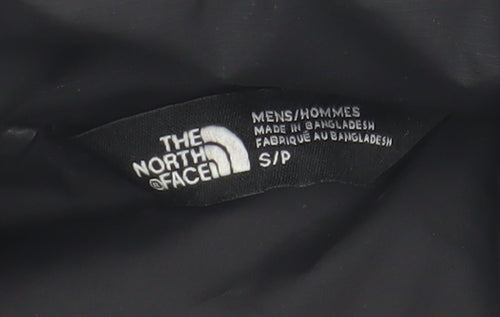 THE
NORTH
FACE
MENS/HOMMES
MADE IN BANGLADESH
FABRIQUÉ AU BANGLADESH
S/P